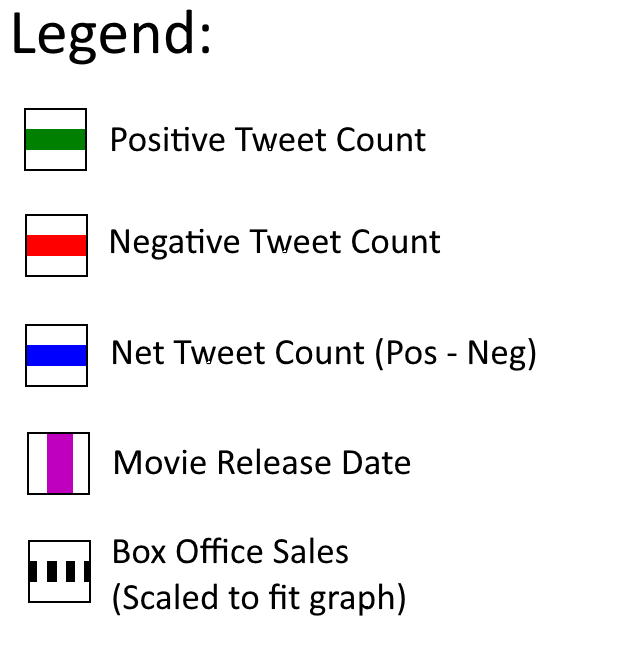 Legend:
Positive Tweet Count
Negative Tweet Count
Net Tweet Count (Pos - Neg)
Movie Release Date
Box Office Sales
(Scaled to fit graph)